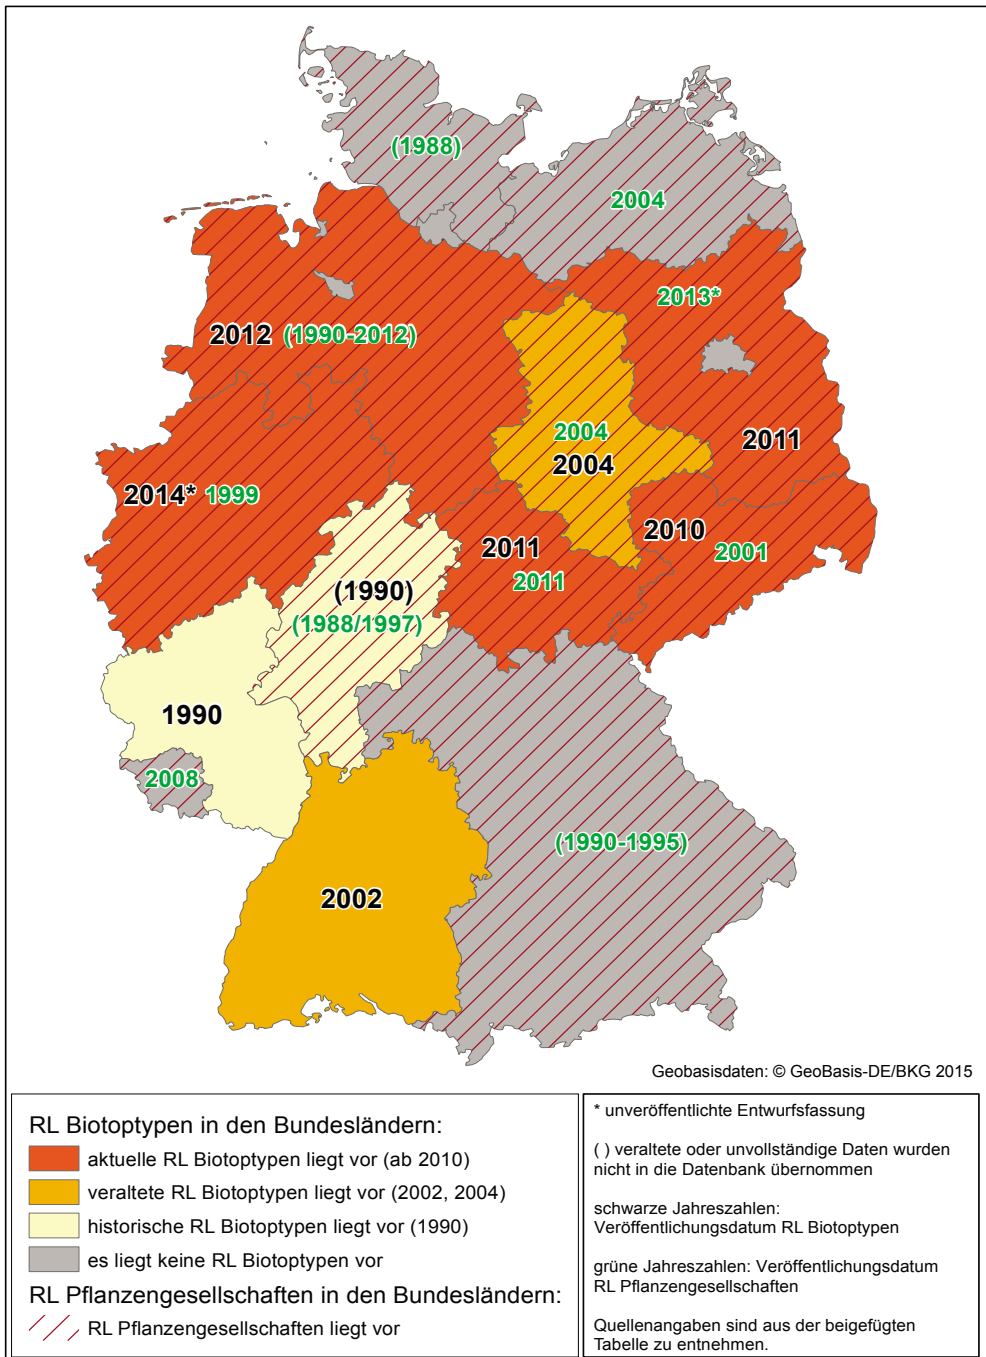 (1988)
2004
2013*
2012 (1990-2012)
2011
2004
2004
2014* 1999
2010
2001
2011
2011
(1990)
(1988/1997)
1990
2008
(1990-1995)
2002
Geobasisdaten: © GeoBasis-DE/BKG 2015
RL Biotoptypen in den Bundesländern:
aktuelle RL Biotoptypen liegt vor (ab 2010)
veraltete RL Biotoptypen liegt vor (2002, 2004)
historische RL Biotoptypen liegt vor (1990)
es liegt keine RL Biotoptypen vor
RL Pflanzengesellschaften in den Bundesländern:
RL Pflanzengesellschaften liegt vor
* unveröffentlichte Entwurfsfassung
( ) veraltete oder unvollständige Daten wurden
nicht in die Datenbank übernommen
schwarze Jahreszahlen:
Veröffentlichungsdatum RL Biotoptypen
grüne Jahreszahlen: Veröffentlichungsdatum
RL Pflanzengesellschaften
Quellenangaben sind aus der beigefügten
Tabelle zu entnehmen.